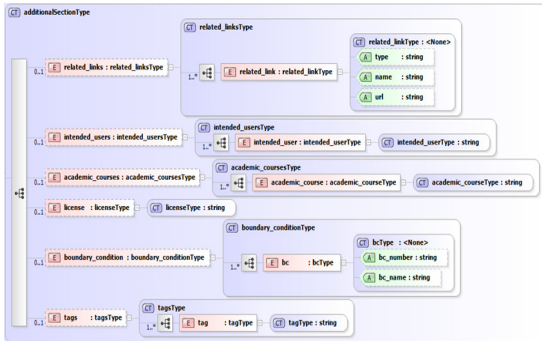 CT additionalSectionType
CT related_linksType
CT related_linkType : <None>
0..1 E related_links : related_linksType
1..* E related_link : related_linkType
A type : string
A name : string
A url : string
CT intended_usersType
0..1 E intended_users : intended_usersType
1..* E intended_user : intended_userType
CT intended_userType : string
CT academic_coursesType
0..1 E academic_courses : academic_coursesType
1..* E academic_course : academic_courseType
CT academic_courseType : string
0..1 E license : licenseType
CT licenseType : string
CT boundary_conditionType
CT bcType : <None>
0..1 E boundary_condition : boundary_conditionType
1..* E bc : bcType
A bc_number : string
A bc_name : string
CT tagsType
0..1 E tags : tagsType
1..* E tag : tagType
CT tagType : string